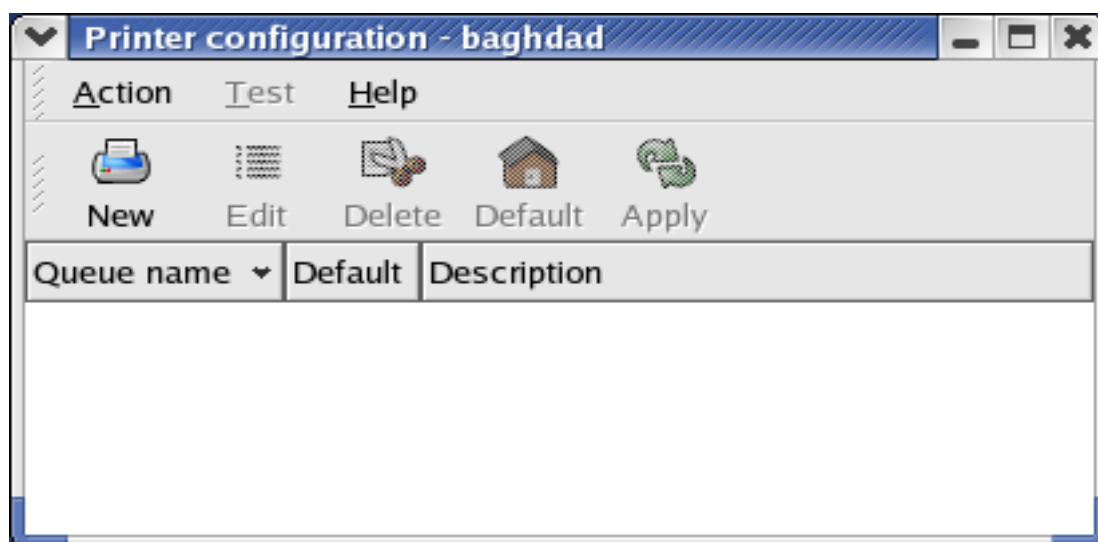 Printer configuration - baghdad
Action Test Help
New Edit Delete Default Apply
Queue name Default Description